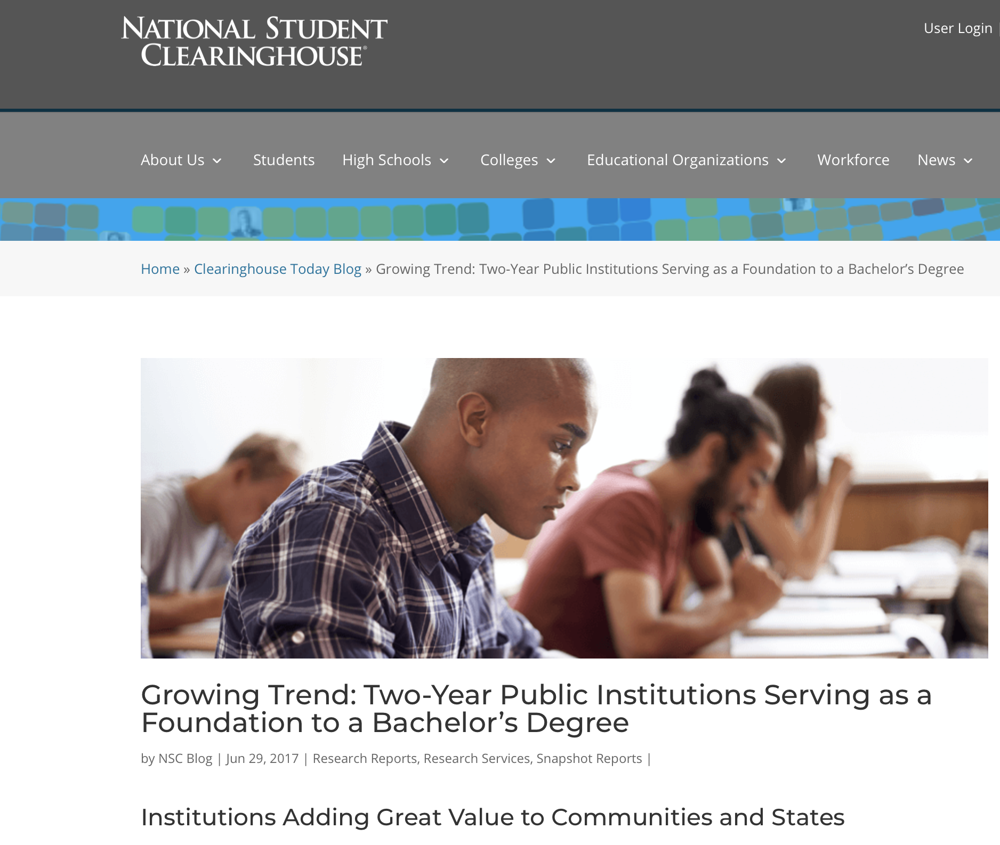 NATIONAL STUDENT
CLEARINGHOUSE®
User Login
About Us Students High Schools Colleges Educational Organizations Workforce News
Home » Clearinghouse Today Blog » Growing Trend: Two-Year Public Institutions Serving as a Foundation to a Bachelor’s Degree
Growing Trend: Two-Year Public Institutions Serving as a
Foundation to a Bachelor’s Degree
by NSC Blog | Jun 29, 2017 | Research Reports, Research Services, Snapshot Reports |
Institutions Adding Great Value to Communities and States